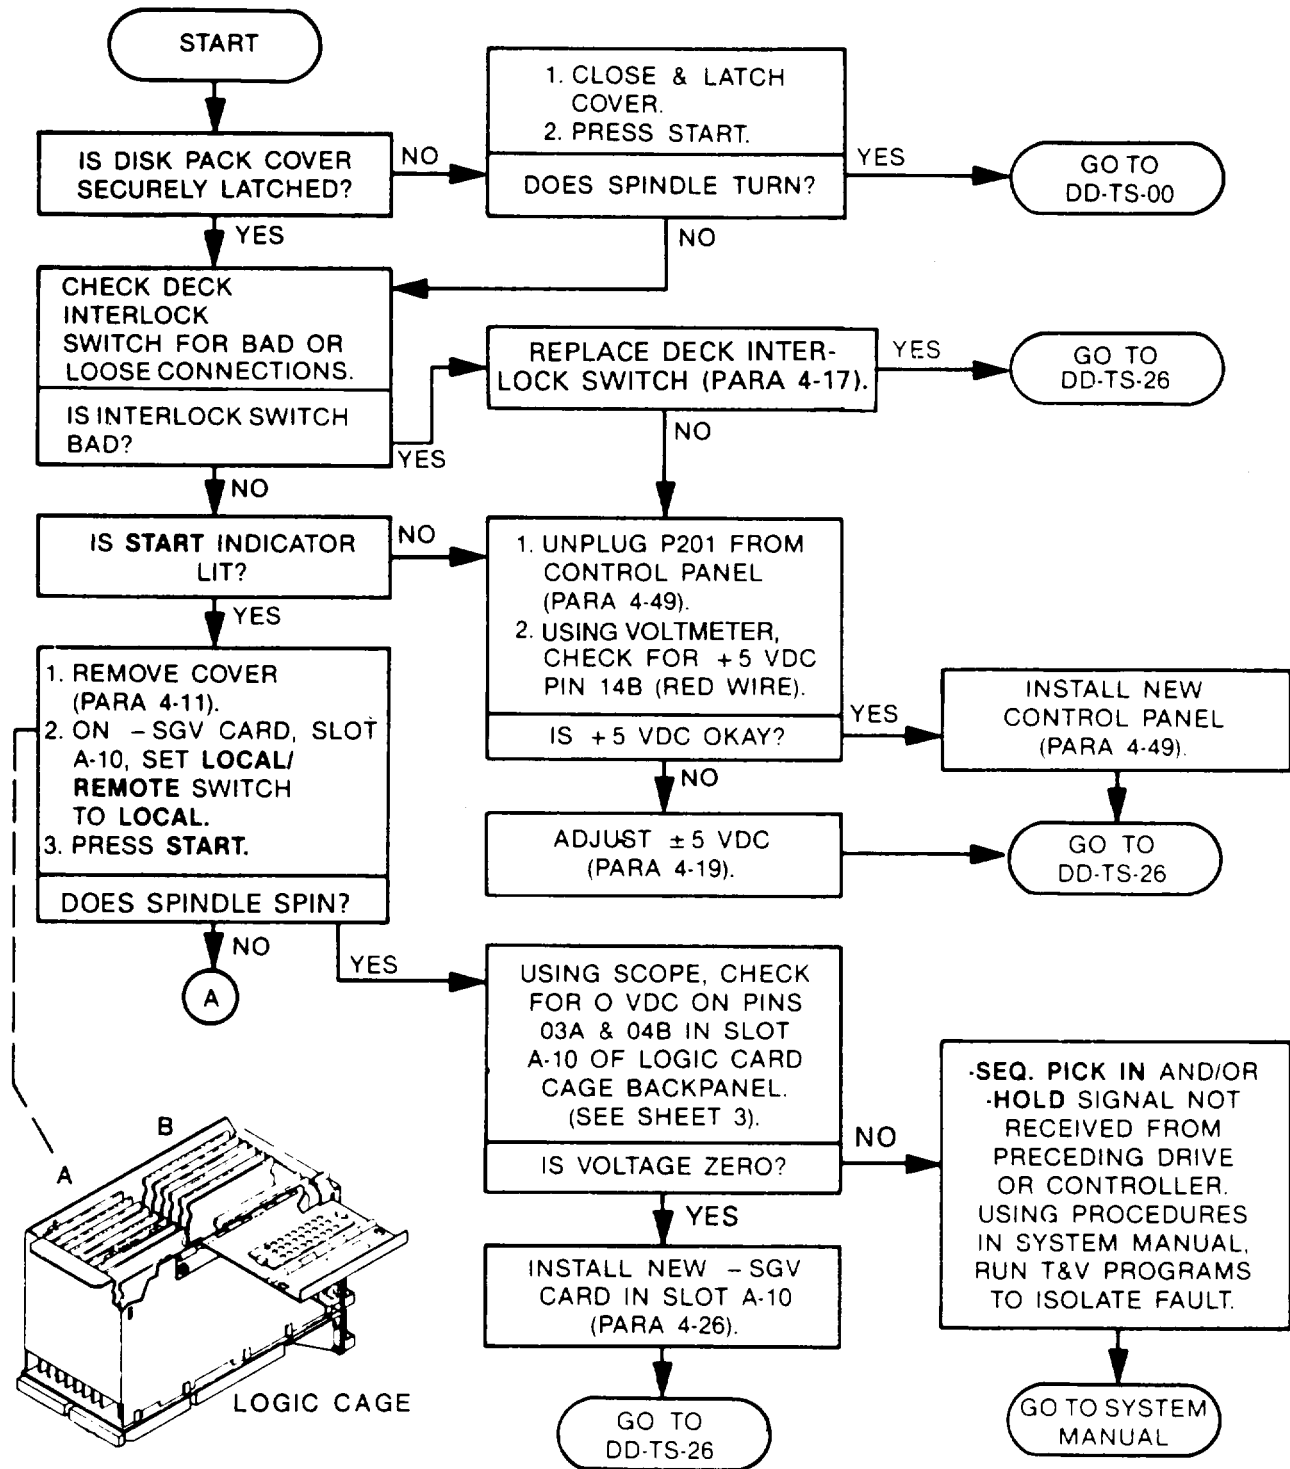 START
1. CLOSE & LATCH
COVER.
2. PRESS START.
DOES SPINDLE TURN?
IS DISK PACK COVER
SECURELY LATCHED?
NO
YES
GO TO
DD-TS-00
YES
NO
CHECK DECK
INTERLOCK
SWITCH FOR BAD OR
LOOSE CONNECTIONS.
IS INTERLOCK SWITCH
BAD?
YES
REPLACE DECK INTER-
LOCK SWITCH (PARA 4-17).
YES
GO TO
DD-TS-26
NO
NO
IS START INDICATOR
LIT?
NO
YES
1. UNPLUG P201 FROM
CONTROL PANEL
(PARA 4-49).
2. USING VOLTMETER,
CHECK FOR +5 VDC
PIN 14B (RED WIRE).
IS +5 VDC OKAY?
YES
NO
INSTALL NEW
CONTROL PANEL
(PARA 4-49).
ADJUST ±5 VDC
(PARA 4-19).
GO TO
DD-TS-26
1. REMOVE COVER
(PARA 4-11).
2. ON -SGV CARD, SLOT
A-10, SET LOCAL/
REMOTE SWITCH
TO LOCAL.
3. PRESS START.
DOES SPINDLE SPIN?
NO
A
YES
USING SCOPE, CHECK
FOR O VDC ON PINS
03A & 04B IN SLOT
A-10 OF LOGIC CARD
CAGE BACKPANEL.
(SEE SHEET 3).
IS VOLTAGE ZERO?
NO
YES
-SEQ. PICK IN AND/OR
-HOLD SIGNAL NOT
RECEIVED FROM
PRECEDING DRIVE
OR CONTROLLER.
USING PROCEDURES
IN SYSTEM MANUAL,
RUN T&V PROGRAMS
TO ISOLATE FAULT.
INSTALL NEW -SGV
CARD IN SLOT A-10
(PARA 4-26).
GO TO
DD-TS-26
GO TO SYSTEM
MANUAL
B
A
LOGIC CAGE